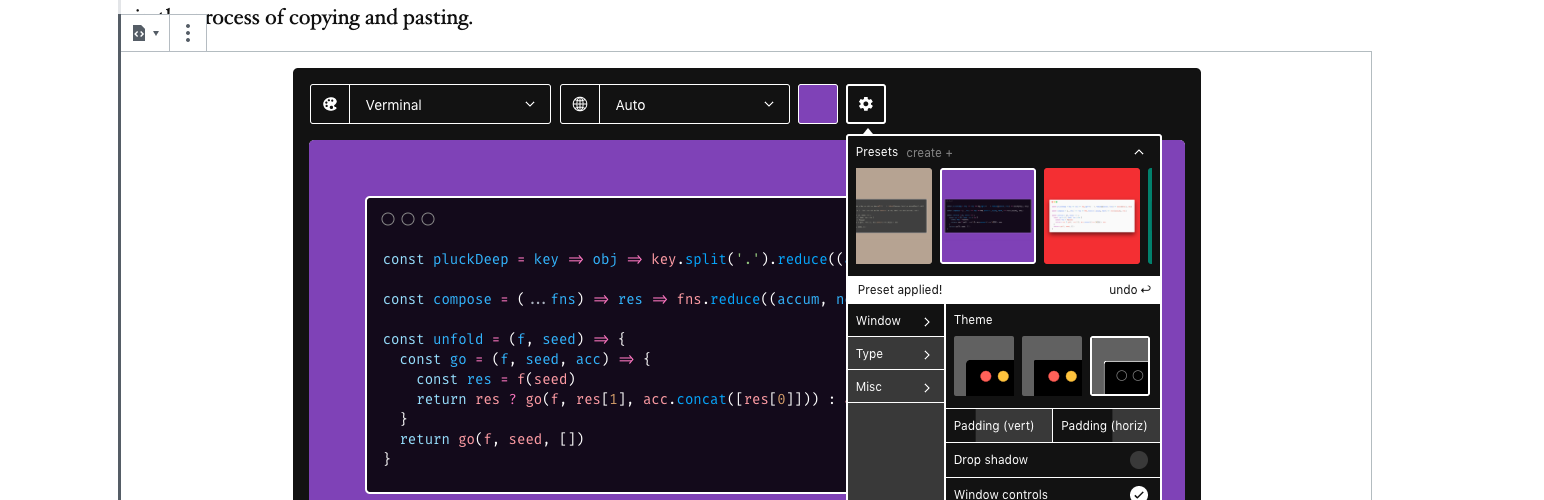 process of copying and pasting.
Verminal
Auto
Presets create +
Preset applied! undo
Window
Type
Misc
Theme
Padding (vert)
Padding (horiz)
Drop shadow
Window controls
const pluckDeep = key => obj => key.split('.').reduce((
const compose = (...fns) => res => fns.reduce((accum, n
const unfold = (f, seed) => {
const go = (f, seed, acc) => {
const res = f(seed)
return res ? go(f, res[1], acc.concat([res[0]])) :
}
return go(f, seed, [])
}